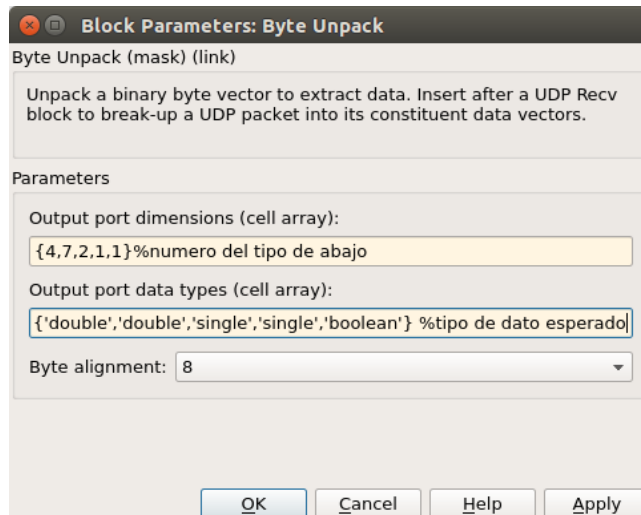 Block Parameters: Byte Unpack
Byte Unpack (mask) (link)
Unpack a binary byte vector to extract data. Insert after a UDP Recv
block to break-up a UDP packet into its constituent data vectors.
Parameters
Output port dimensions (cell array):
{4,7,2,1,1}%numero del tipo de abajo
Output port data types (cell array):
{'double','double','single','single','boolean'} %tipo de dato esperado
Byte alignment: 8
OK Cancel Help Apply